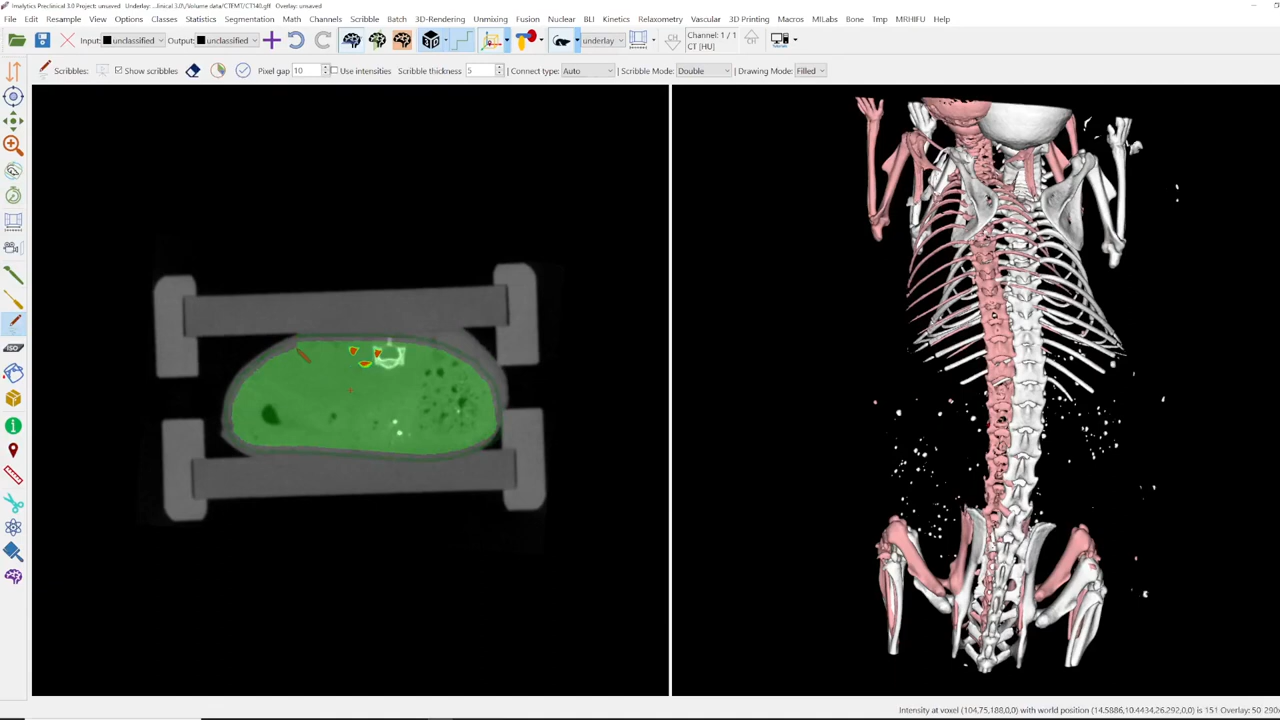 Imalytics Preclinical 3.0 Project: unsaved Underlay: ...linical 3.0\/Volume data/CTFMT/CT140.gff Overlay: unsaved
File Edit Resample View Options Classes Statistics Segmentation Math Channels Scribble Batch 3D-Rendering Unmixing Fusion Nuclear BLI Kinetics Relaxometry Vascular 3D Printing Macros MLabs Bone Tmp MRHIFU Help
Input: unclassified Output: unclassified underlay CH Channel: 1 / 1 CT [HU] CH
Scribbles: Show scribbles Pixel gap 10 Use intensities Scribble thickness 5 | Connect type: Auto | Scribble Mode: Double | Drawing Mode: Filled
ISO
Intensity at voxel (104,75,188,0,0) with world position (14.5886,10.4434,26.292,0,0) is 151 Overlay: 50-290